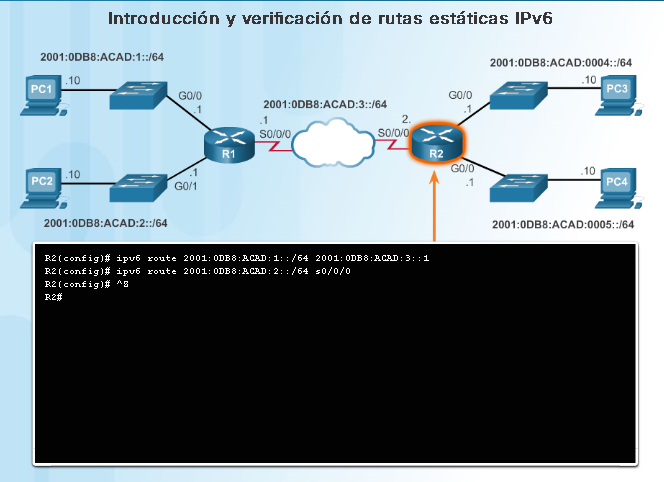 Introducción y verificación de rutas estáticas IPv6
2001:0DB8:ACAD:1::/64
2001:0DB8:ACAD:0004::/64
PC1
.10
G0/0
.1
2001:0DB8:ACAD:3::/64
G0/0
.1
.10
PC3
.1
S0/0/0
R1
2.
S0/0/0
R2
PC2
.10
.1
G0/1
G0/0
.1
.10
PC4
2001:0DB8:ACAD:2::/64
2001:0DB8:ACAD:0005::/64
R2(config)# ipv6 route 2001:0DB8:ACAD:1::/64 2001:0DB8:ACAD:3::1
R2(config)# ipv6 route 2001:0DB8:ACAD:2::/64 s0/0/0
R2(config)# ^S
R2#